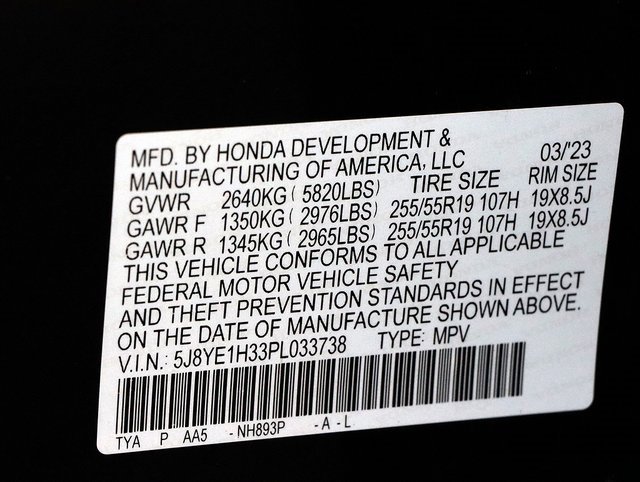 MFD. BY HONDA DEVELOPMENT &
MANUFACTURING OF AMERICA, LLC 03/'23
GVWR 2640KG ( 5820LBS) TIRE SIZE RIM SIZE
GAWR F 1350KG ( 2976LBS) 255/55R19 107H 19X8.5J
GAWR R 1345KG ( 2965LBS) 255/55R19 107H 19X8.5J
THIS VEHICLE CONFORMS TO ALL APPLICABLE
FEDERAL MOTOR VEHICLE SAFETY
AND THEFT PREVENTION STANDARDS IN EFFECT
ON THE DATE OF MANUFACTURE SHOWN ABOVE.
V.I.N.: 5J8YE1H33PL033738 TYPE: MPV
TYA P AA5 -NH893P -A-L